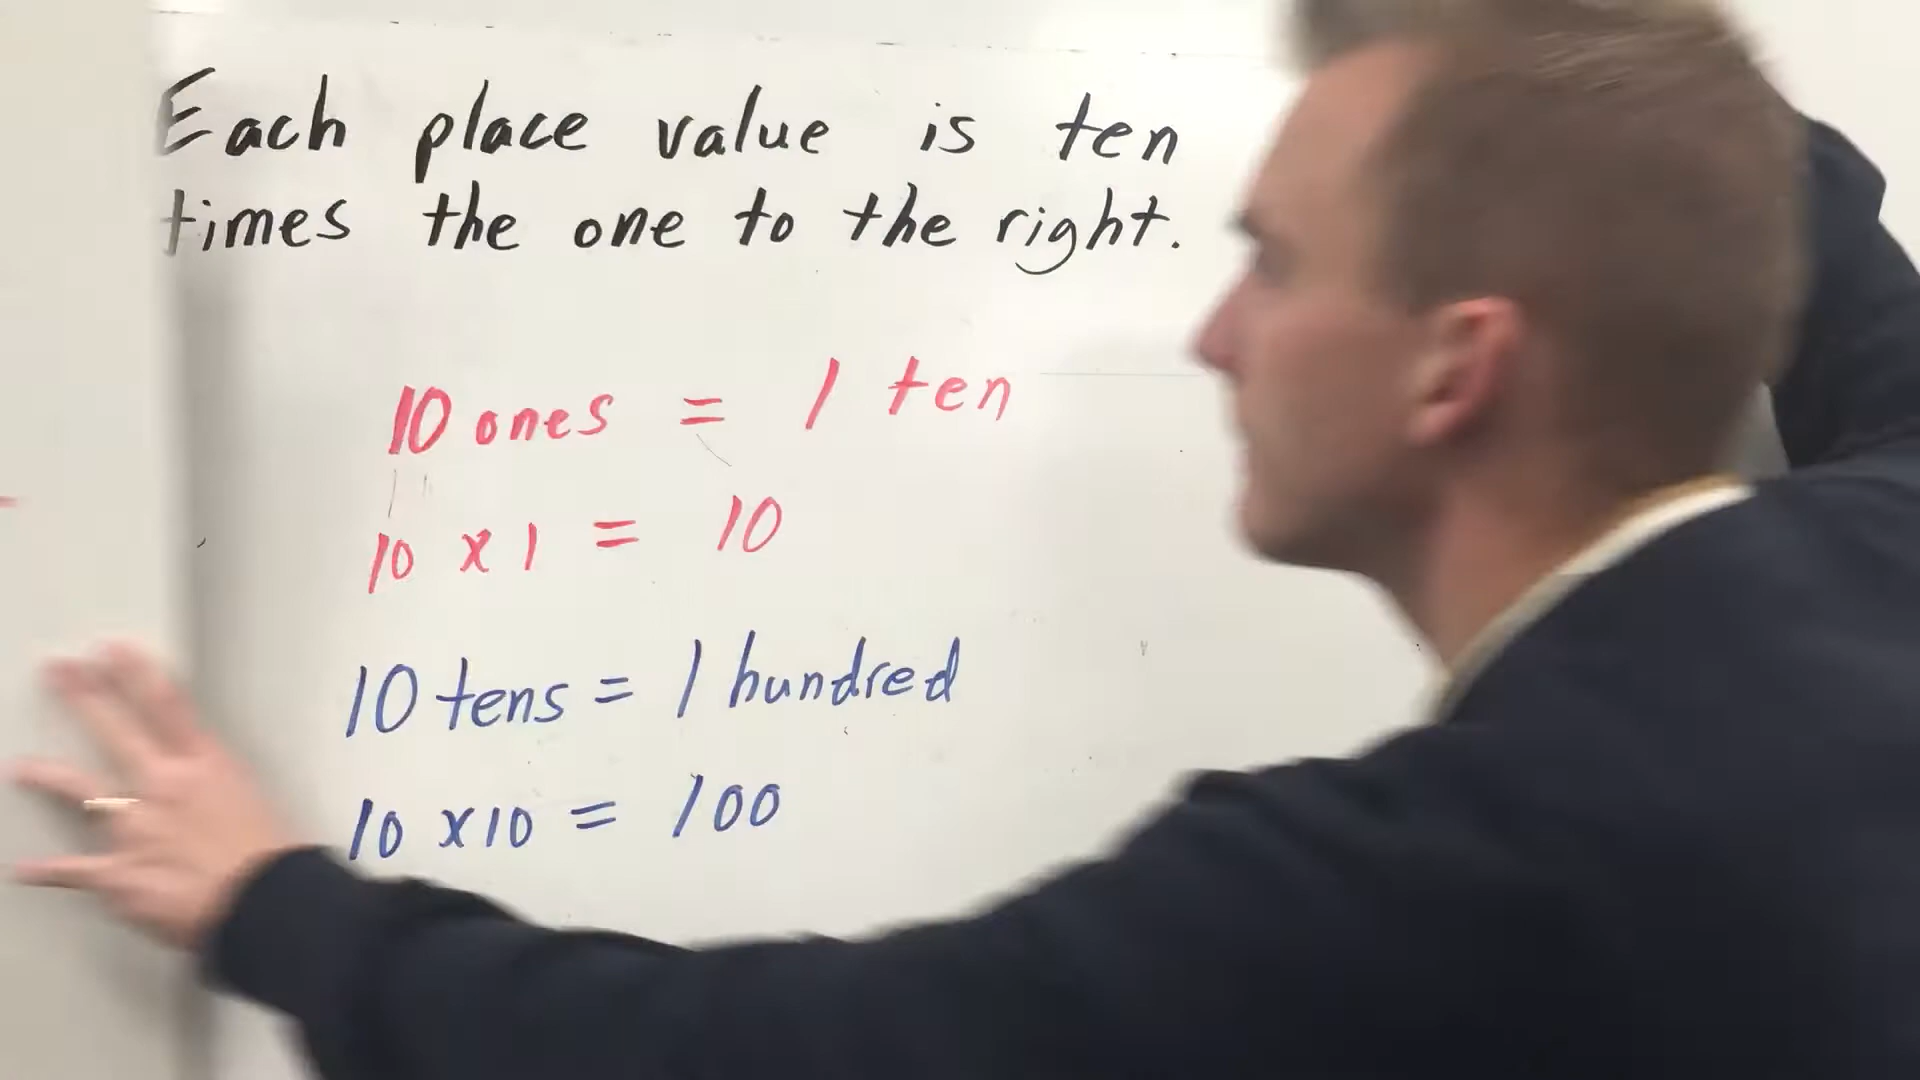 Each place value is ten
times the one to the right.
10 ones = 1 ten
10 x 1 = 10
10 tens = 1 hundred
10 x 10 = 100